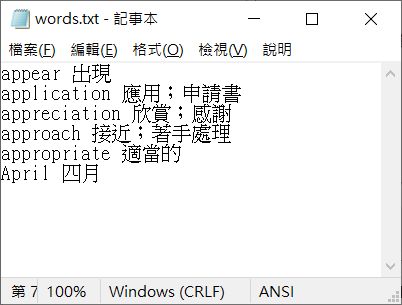 words.txt - 記事本
檔案(F) 編輯(E) 格式(O) 檢視(V) 說明
appear 出現
application 應用；申請書
appreciation 欣賞；感謝
approach 接近；著手處理
appropriate 適當的
April 四月
第 7 100% Windows (CRLF) ANSI